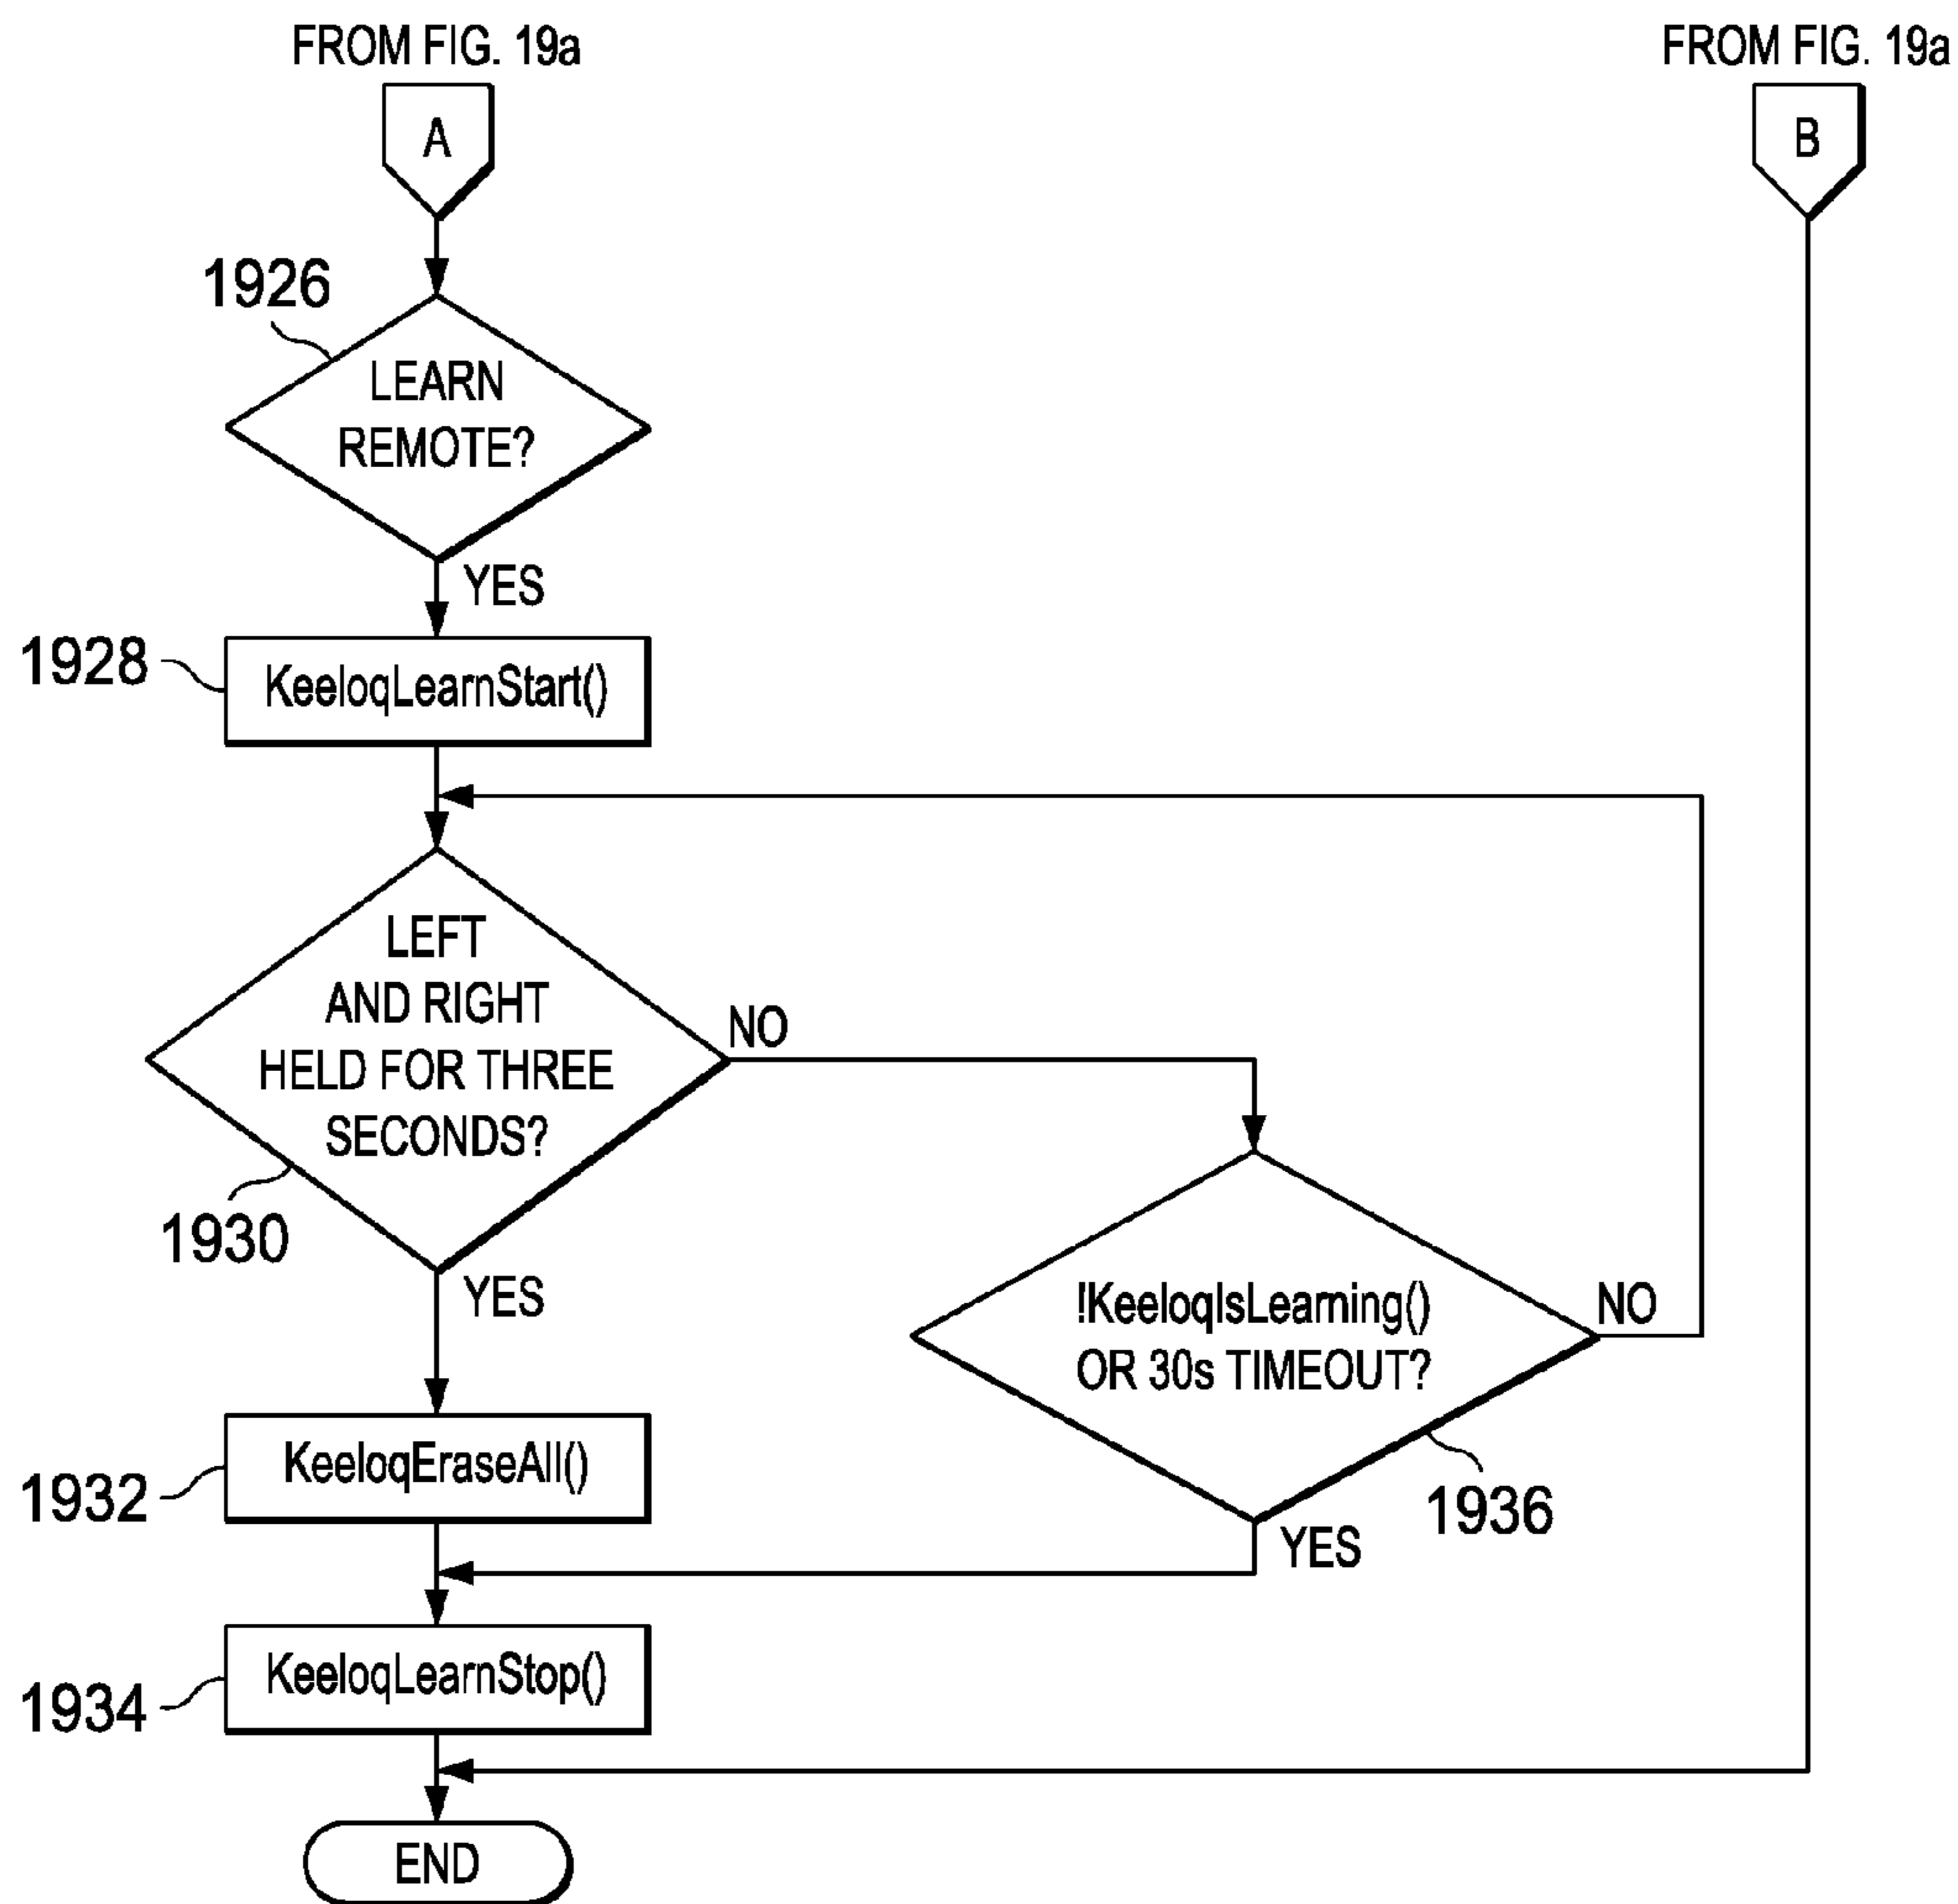 FROM FIG. 19a
FROM FIG. 19a
A
B
1926
LEARN
REMOTE?
YES
1928
KeeloqLearnStart()
LEFT
AND RIGHT
HELD FOR THREE
SECONDS?
NO
1930
YES
!KeeloqIsLearning()
OR 30s TIMEOUT?
NO
1936
YES
1932
KeeloqEraseAll()
1934
KeeloqLearnStop()
END